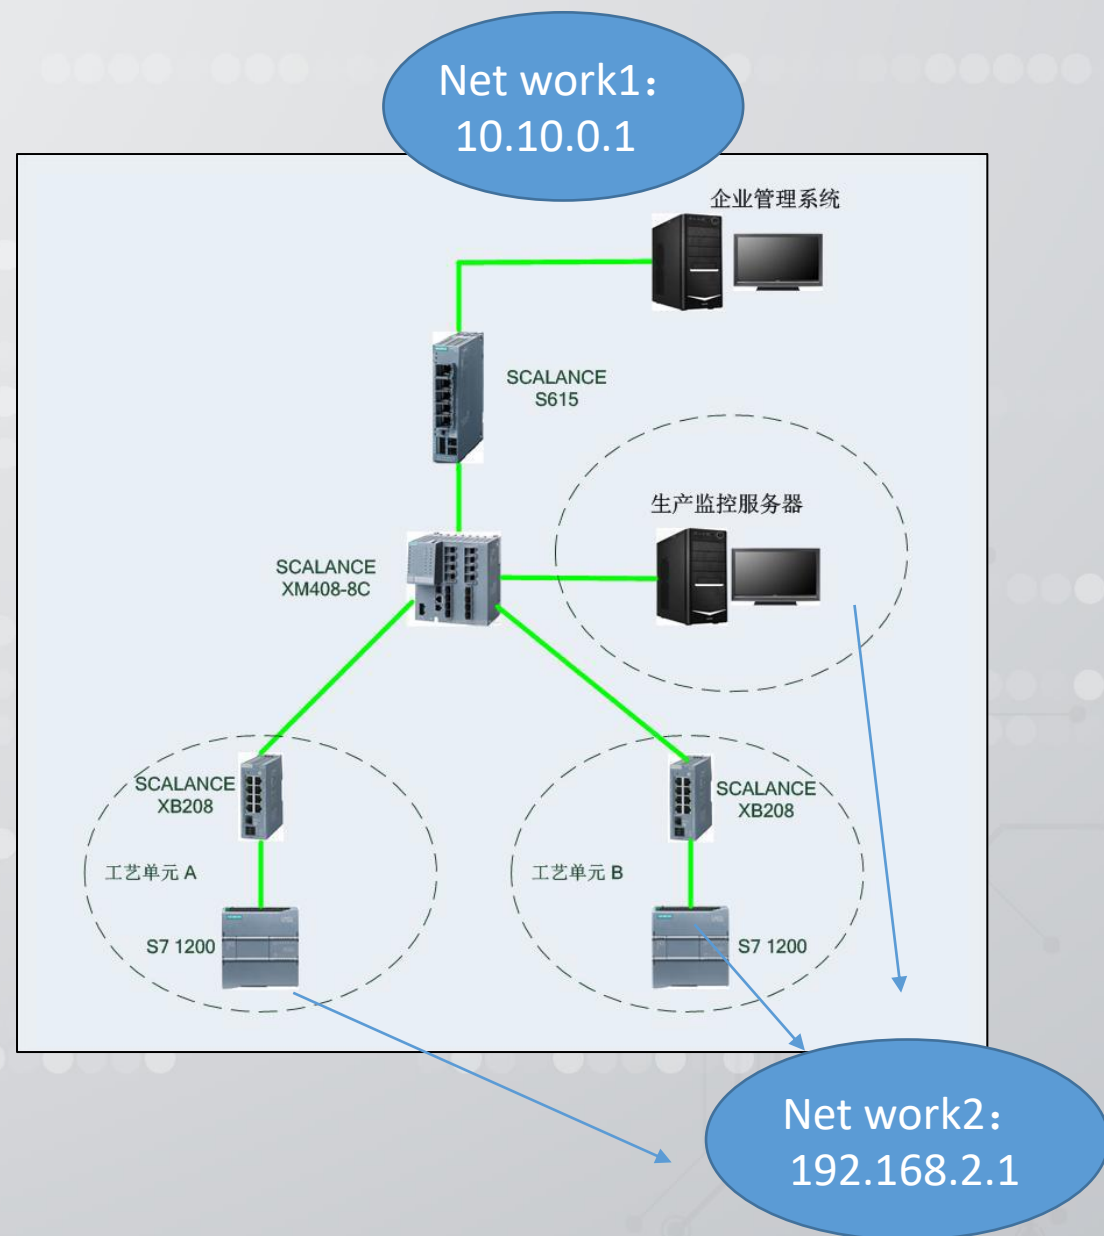 Net work1：
10.10.0.1
企业管理系统
SCALANCE
S615
生产监控服务器
SCALANCE
XM408-8C
SCALANCE
XB208
SCALANCE
XB208
工艺单元 A
工艺单元 B
S7 1200
S7 1200
Net work2：
192.168.2.1